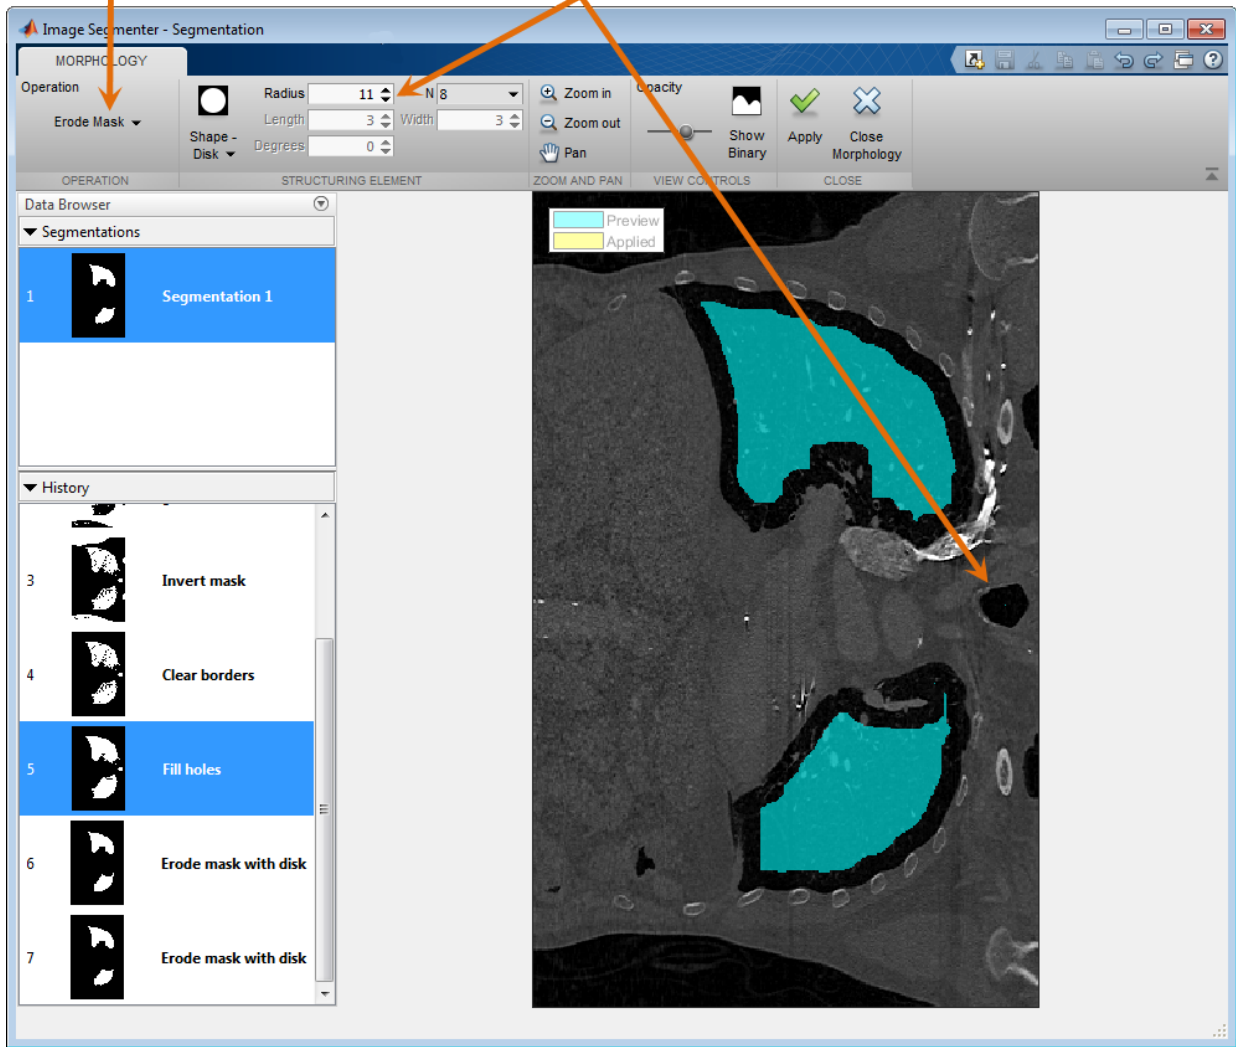 Image Segmenter - Segmentation
MORPHOLOGY
Operation
Erode Mask
Shape -
Disk
Radius 11 N 8
Length 3 Width 3
Degrees 0
Zoom in
Zoom out
Pan
Opacity
Show
Binary
Apply
Close
Morphology
OPERATION
STRUCTURING ELEMENT
ZOOM AND PAN
VIEW CONTROLS
CLOSE
Data Browser
Segmentations
1 Segmentation 1
History
3 Invert mask
4 Clear borders
5 Fill holes
6 Erode mask with disk
7 Erode mask with disk
Preview
Applied